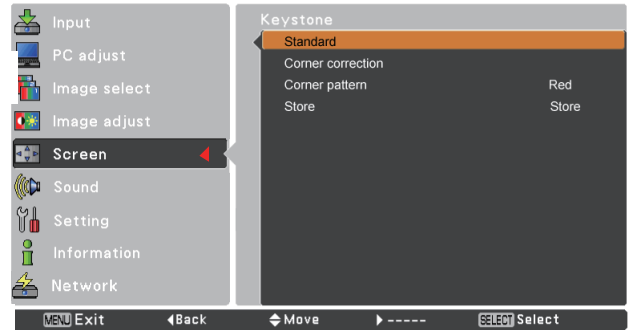 Input
PC adjust
Image select
Image adjust
Screen
Sound
Setting
Information
Network
Keystone
Standard
Corner correction
Corner pattern Red
Store Store
MENU Exit Back Move ----- SELECT Select